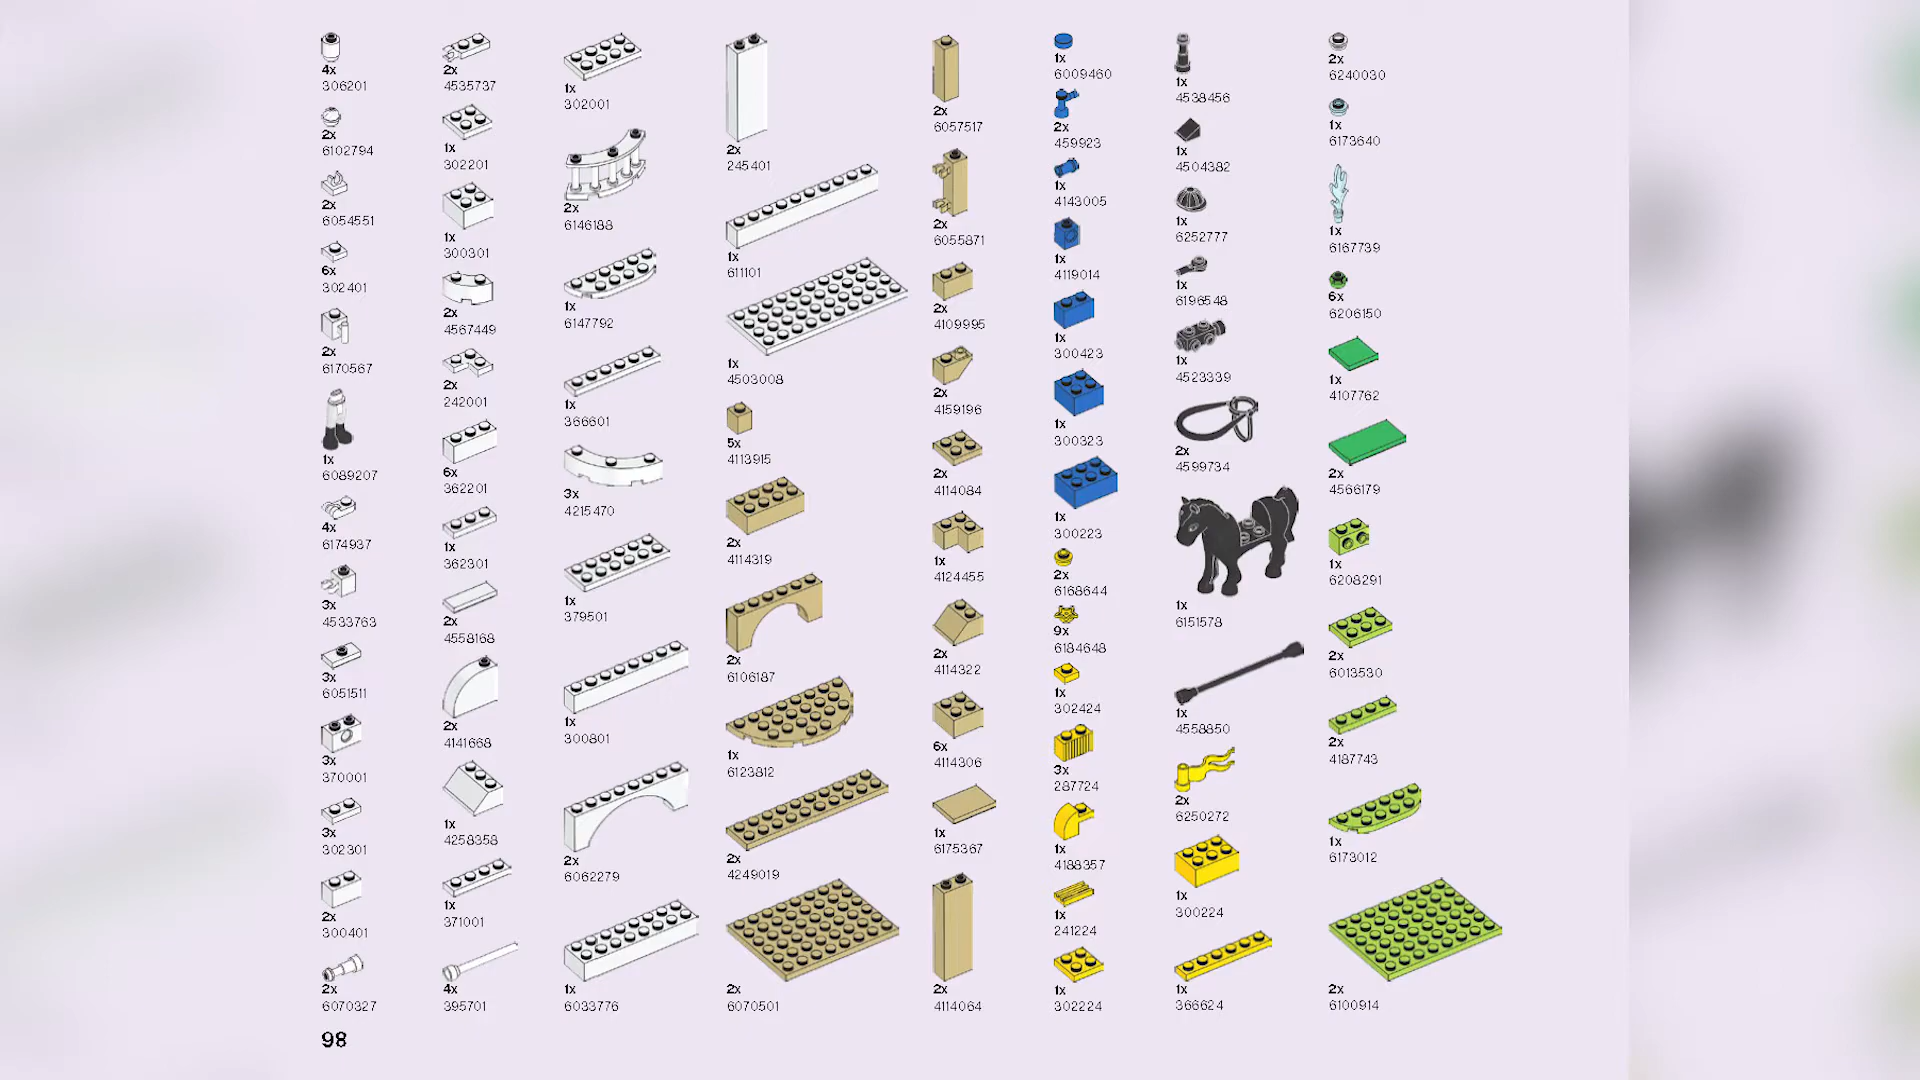 4x
306201
2x
6102794
2x
6054551
6x
302401
2x
6170567
1x
6089207
4x
6174937
3x
4533763
3x
6051511
3x
370001
3x
302301
2x
300401
2x
6070327
2x
4535737
1x
302201
1x
300301
2x
4567449
2x
242001
6x
362201
1x
362301
2x
4558168
2x
4141668
1x
4258358
1x
371001
4x
395701
1x
302001
2x
6146188
1x
6147792
1x
366601
3x
4215470
1x
379501
1x
300801
2x
6062279
1x
6033776
2x
245401
1x
611101
1x
4503008
5x
4113915
2x
4114319
2x
6106187
1x
6123812
2x
4249019
2x
6070501
2x
6057517
2x
6055871
2x
4109995
2x
4159196
2x
4114084
1x
4124455
2x
4114322
6x
4114306
1x
6175367
2x
4114064
1x
6009460
2x
459923
1x
4143005
1x
4119014
1x
300423
1x
300323
1x
300223
2x
6168644
9x
6184648
1x
302424
3x
287724
1x
4188357
1x
241224
1x
302224
1x
4538456
1x
4504382
1x
6252777
1x
6196548
1x
4523339
2x
4599734
1x
6151578
1x
4558850
2x
6250272
1x
300224
1x
366624
2x
6240030
1x
6173640
1x
6167739
6x
6206150
1x
4107762
2x
4566179
1x
6208291
2x
6013530
2x
4187743
1x
6173012
2x
6100914
98